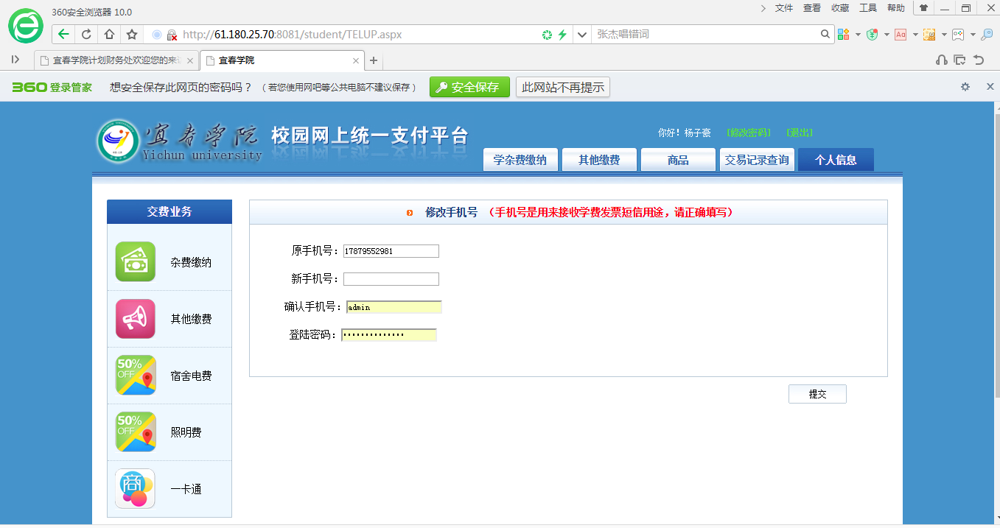 360安全浏览器 10.0
文件 查看 收藏 工具 帮助
http://61.180.25.70:8081/student/TELUP.aspx
张杰唱错词
宜春学院计划财务处欢迎您的来
宜春学院
360登录管家
想安全保存此网页的密码吗？
（若您使用网吧等公共电脑不建议保存）
安全保存
此网站不再提示
宜春学院
Yichun university
校园网上统一支付平台
你好！杨子豪 [修改密码] [退出]
学杂费缴纳 其他缴费 商品 交易记录查询 个人信息
交费业务
修改手机号 （手机号是用来接收学费发票短信用途，请正确填写）
原手机号： 17879552981
新手机号：
确认手机号： admin
登陆密码： ••••••••••••••
提交
杂费缴纳
其他缴费
50%
OFF
宿舍电费
50%
OFF
照明费
商
一卡通